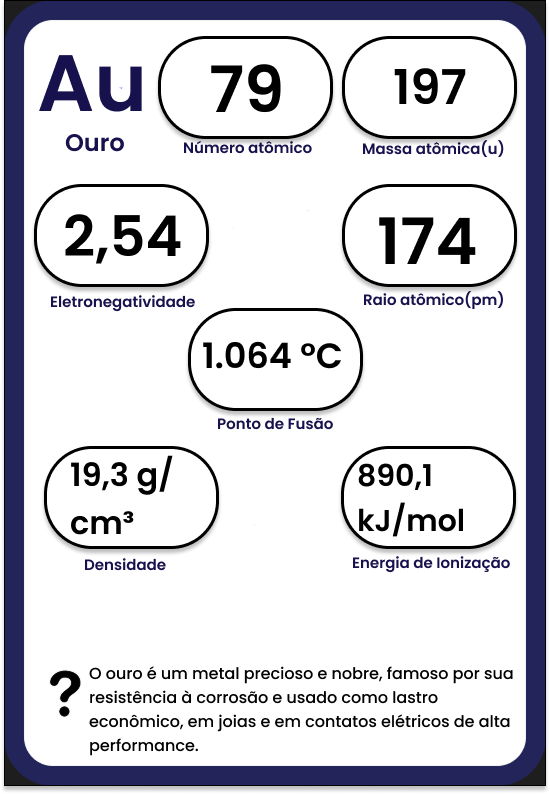 Au
Ouro
79
Número atômico
197
Massa atômica(u)
2,54
Eletronegatividade
174
Raio atômico(pm)
1.064 ºC
Ponto de Fusão
19,3 g/
cm³
Densidade
890,1
kJ/mol
Energia de Ionização
?
O ouro é um metal precioso e nobre, famoso por sua
resistência à corrosão e usado como lastro
econômico, em joias e em contatos elétricos de alta
performance.